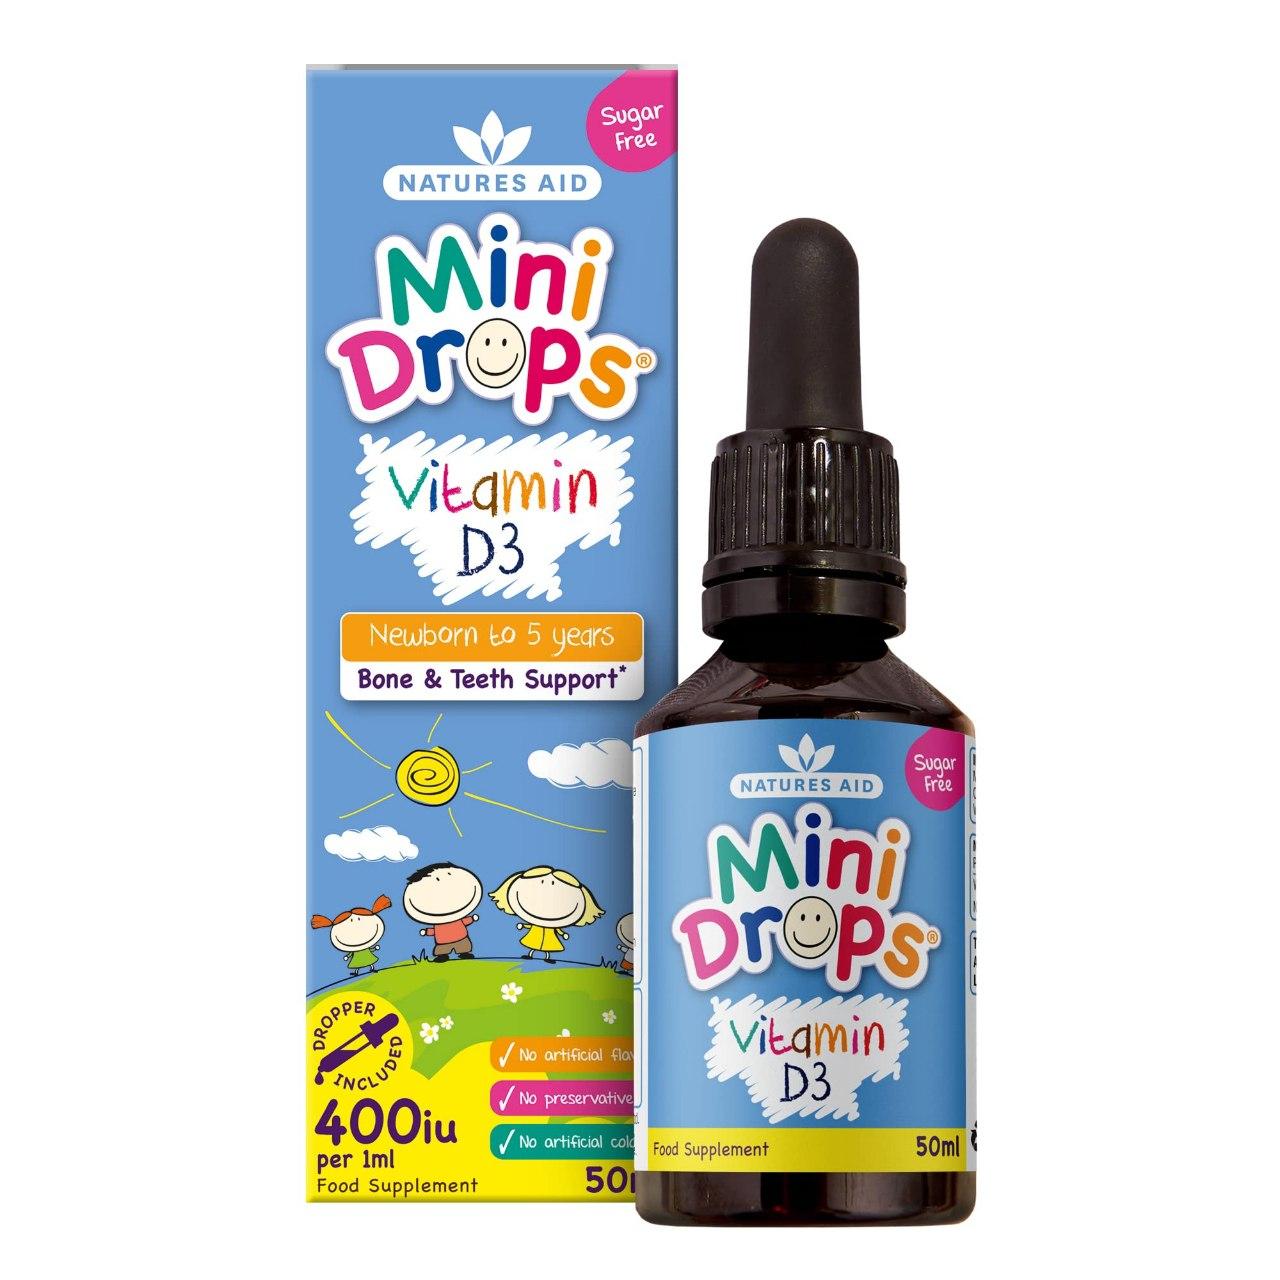 Sugar
Free
NATURES AID
Mini
Drops®
Vitamin
D3
Newborn to 5 years
Bone & Teeth Support*
DROPPER
INCLUDED
✓ No artificial
✓ No preservative
✓ No artificial
400iu
per 1ml
Food Supplement
Sugar
Free
NATURES AID
Mini
Drops®
Vitamin
D3
Food Supplement 50ml